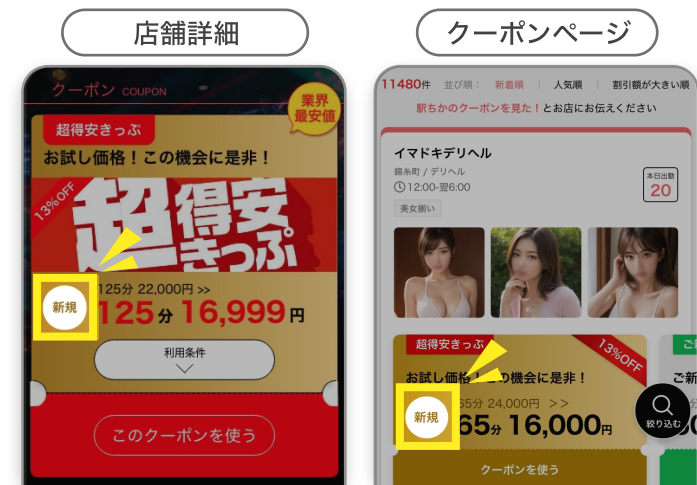 店舗詳細
クーポン COUPON
業界
最安値
超得安きっぷ
お試し価格！この機会に是非！
13%OFF
超得安
きっぷ
新規
125分 22,000円 >>
125分 16,999円
利用条件
このクーポンを使う
クーポンページ
11480件 並び順： 新着順 | 人気順 | 割引額が大きい順
駅ちかのクーポンを見た！とお店にお伝えください
イマドキデリヘル
錦糸町 / デリヘル
12:00-翌6:00
本日出勤
20
美女揃い
超得安きっぷ
13%OFF
お試し価格！この機会に是非！
新規
65分 24,000円 >>
65分 16,000円
クーポンを使う
ご新
絞り込む